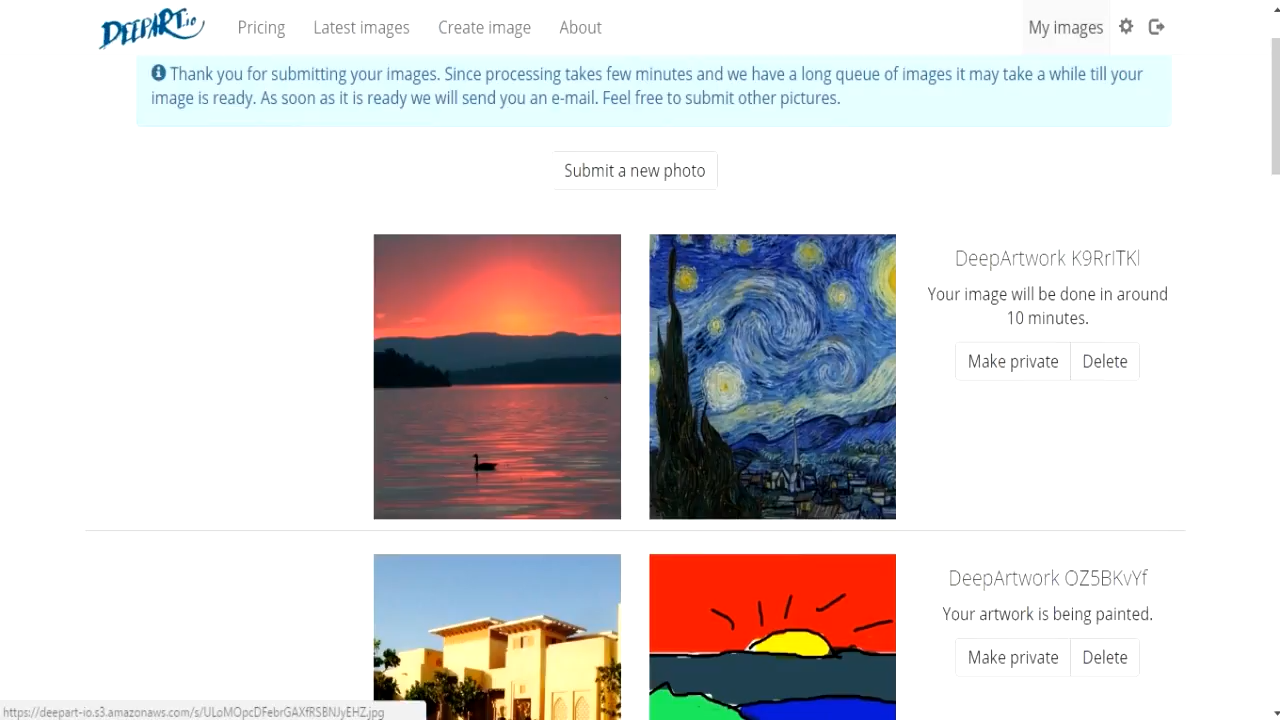 DEEPART.io
Pricing
Latest images
Create image
About
My images
Thank you for submitting your images. Since processing takes few minutes and we have a long queue of images it may take a while till your
image is ready. As soon as it is ready we will send you an e-mail. Feel free to submit other pictures.
Submit a new photo
DeepArtwork K9RrITKl
Your image will be done in around
10 minutes.
Make private
Delete
DeepArtwork OZ5BKvYf
Your artwork is being painted.
Make private
Delete
https://deepart-io.s3.amazonaws.com/s/ULoMOpcDFebrGAXfRSBNJyEHZ.jpg